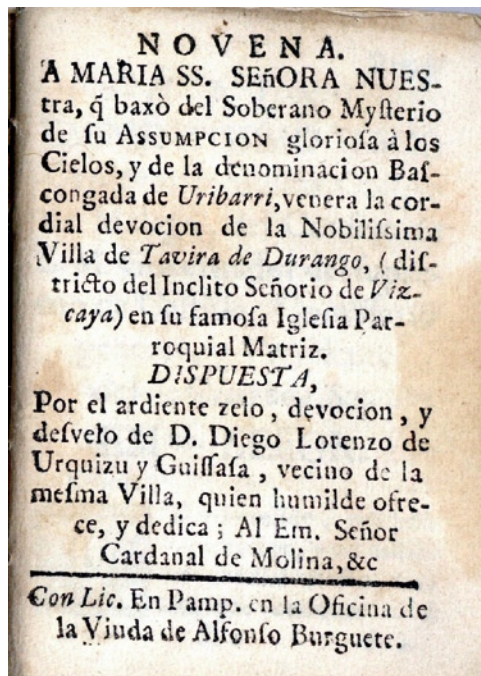 NOVENA.
A MARIA SS. SEñORA NUES-
tra, q̃ baxò del Soberano Myſterio
de ſu ASSUMPCION glorioſa à los
Cielos, y de la denominacion Baſ-
congada de Uribarri, venera la cor-
dial devocion de la Nobiliſsima
Villa de Tavira de Durango, (diſ-
tricto del Inclito Señorio de Viz-
caya) en ſu famoſa Igleſia Par-
roquial Matriz.
DISPUESTA,
Por el ardiente zelo, devocion, y
deſvelo de D. Diego Lorenzo de
Urquizu y Guiſſaſa, vecino de la
meſma Villa, quien humilde ofre-
ce, y dedica; Al Em. Señor
Cardanal de Molina, &c
Con Lic. En Pamp. en la Oficina de
la Viuda de Alfonſo Burguete.